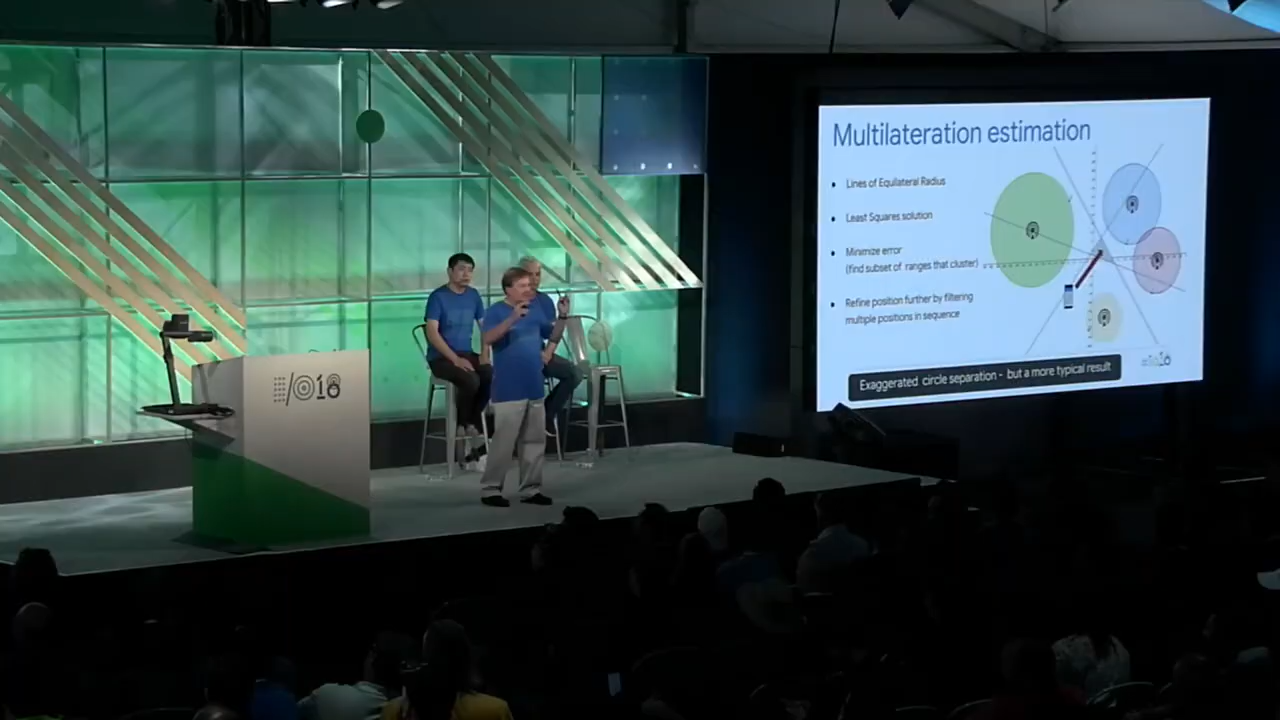 I/O18
Multilateration estimation
Lines of Equilateral Radius
Least Squares solution
Minimize error
(find subset of ranges that cluster)
Refine position further by filtering
multiple positions in sequence
Exaggerated circle separation - but a more typical result